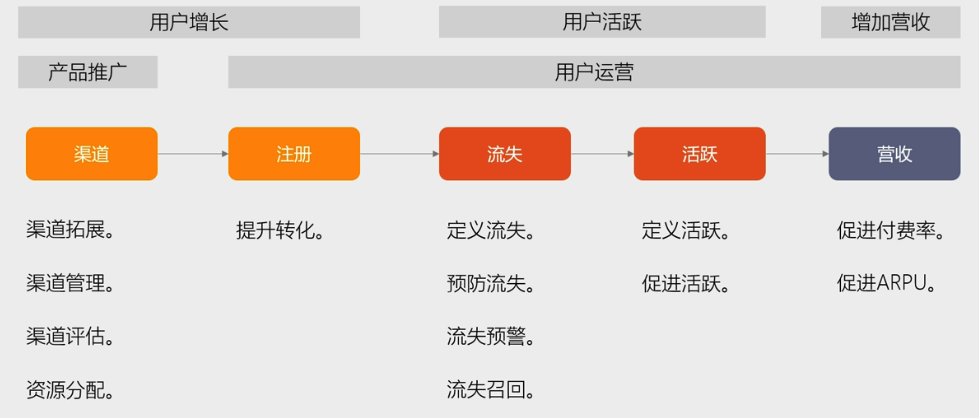 用户增长 用户活跃 增加营收
产品推广 用户运营
渠道 注册 流失 活跃 营收
渠道拓展。 提升转化。 定义流失。 定义活跃。 促进付费率。
渠道管理。 预防流失。 促进活跃。 促进ARPU。
渠道评估。 流失预警。
资源分配。 流失召回。